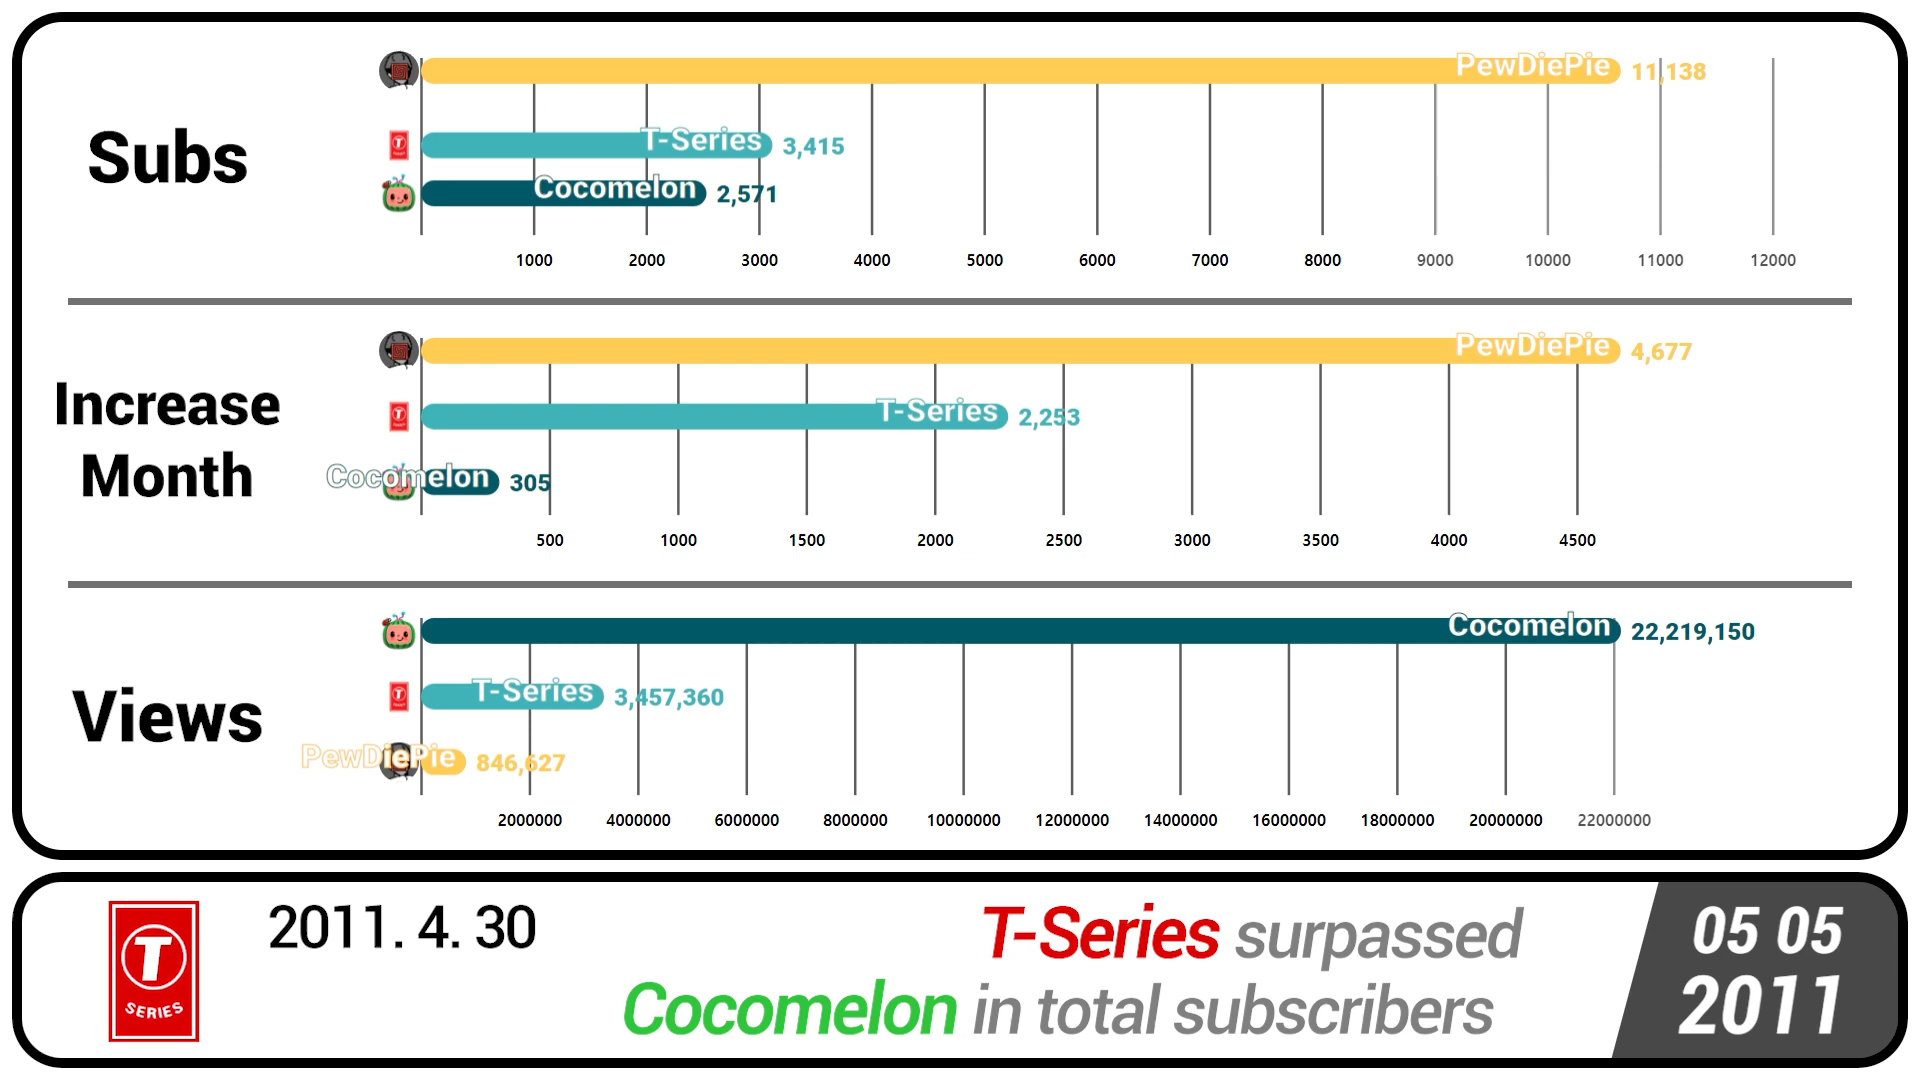 PewDiePie 11,138
Subs
T-Series 3,415
Cocomelon 2,571
1000 2000 3000 4000 5000 6000 7000 8000 9000 10000 11000 12000
PewDiePie 4,677
Increase
Month
T-Series 2,253
Cocomelon 305
500 1000 1500 2000 2500 3000 3500 4000 4500
Cocomelon 22,219,150
Views
T-Series 3,457,360
PewDiePie 846,627
2000000 4000000 6000000 8000000 10000000 12000000 14000000 16000000 18000000 20000000 22000000
T
SERIES
2011. 4. 30
T-Series surpassed
Cocomelon in total subscribers
05 05
2011